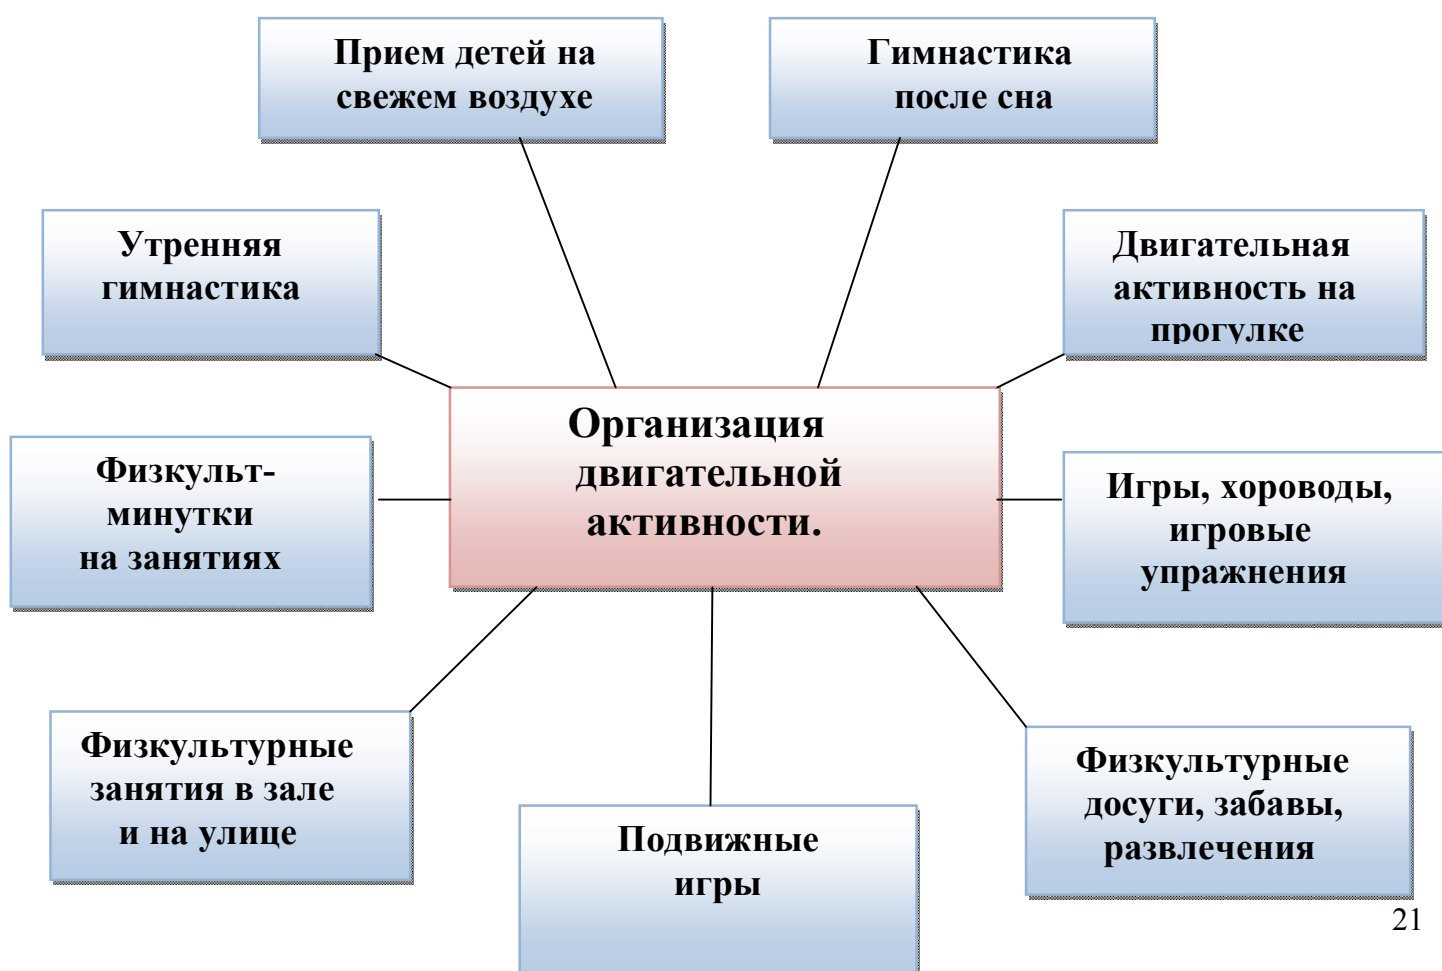 Прием детей на
свежем воздухе
Гимнастика
после сна
Утренняя
гимнастика
Двигательная
активность на
прогулке
Организация
двигательной
активности.
Физкульт-
минутки
на занятиях
Игры, хороводы,
игровые
упражнения
Физкультурные
занятия в зале
и на улице
Подвижные
игры
Физкультурные
досуги, забавы,
развлечения
21